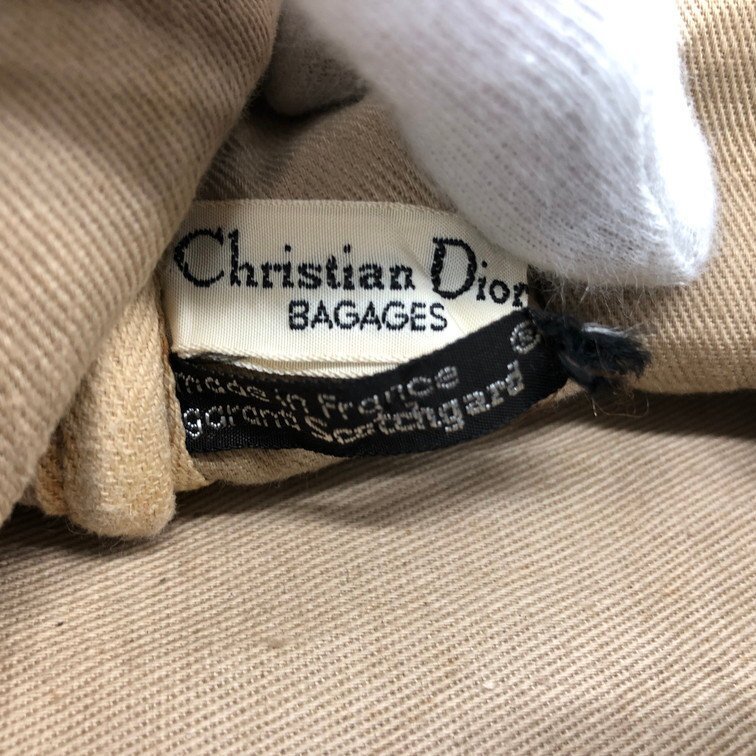 Christian Dior
BAGAGES
made in France
garanti Scotchgard ®